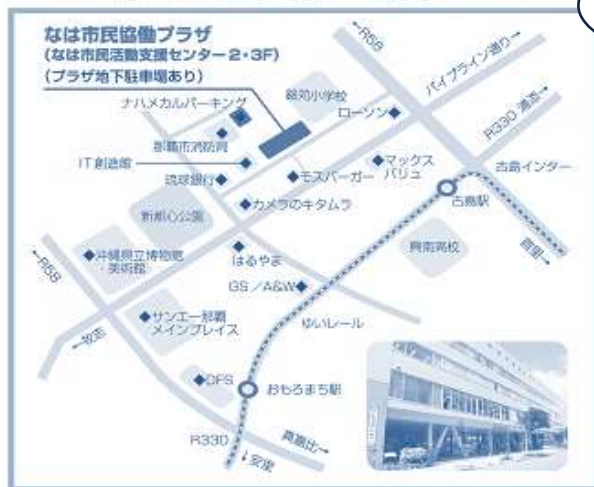 なは市民協働プラザ
(なは市民活動支援センター2・3F)
(プラザ地下駐車場あり)
←R58
パイプライン通り→
ナハメカルパーキング
銘苅小学校
ローソン
R330 浦添→
那覇市消防局
IT創造館
琉球銀行
モスバーガー
マックス
バリュ
古島インター
古島駅
カメラのキタムラ
新都心公園
興南高校
首里→
←R58
沖縄県立博物館
・美術館
はるやま
GS/A&W
サンエー那覇
メインプレイス
ゆいレール
←牧志
DFS
おもろまち駅
R330
真嘉比→
↓安里